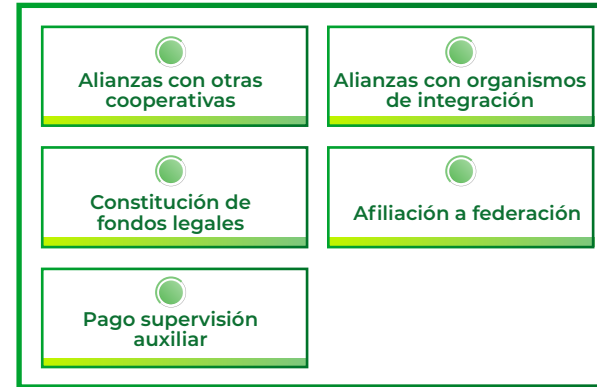 Alianzas con otras
cooperativas
Alianzas con organismos
de integración
Constitución de
fondos legales
Afiliación a federación
Pago supervisión
auxiliar